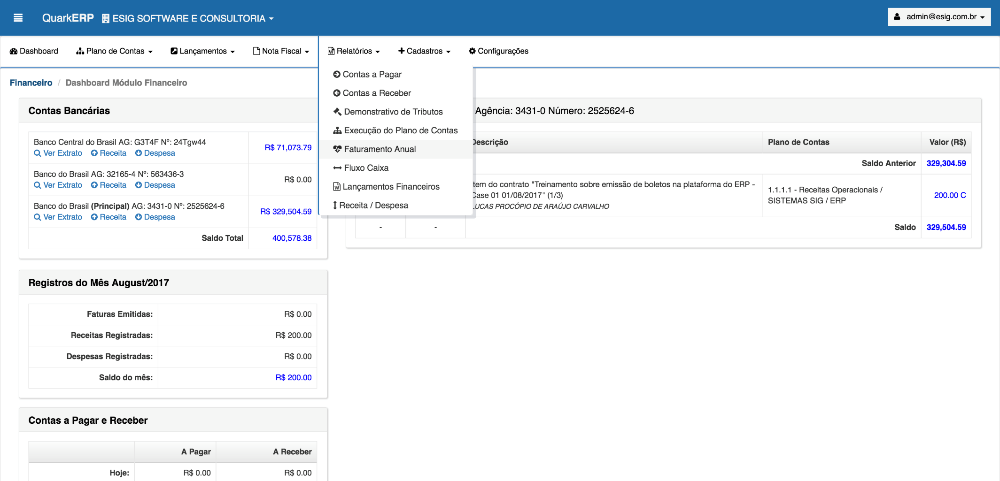 QuarkERP ESIG SOFTWARE E CONSULTORIA
admin@esig.com.br
Dashboard Plano de Contas Lançamentos Nota Fiscal Relatórios Cadastros Configurações
Contas a Pagar
Contas a Receber
Demonstrativo de Tributos
Execução do Plano de Contas
Faturamento Anual
Fluxo Caixa
Lançamentos Financeiros
Receita / Despesa
Financeiro / Dashboard Módulo Financeiro
Contas Bancárias
Banco Central do Brasil AG: G3T4F Nº: 24Tgw44
Ver Extrato Receita Despesa
R$ 71,073.79
Banco do Brasil AG: 32165-4 Nº: 563436-3
Ver Extrato Receita Despesa
R$ 0.00
Banco do Brasil (Principal) AG: 3431-0 Nº: 2525624-6
Ver Extrato Receita Despesa
R$ 329,504.59
Saldo Total 400,578.38
Agência: 3431-0 Número: 2525624-6
Descrição Plano de Contas Valor (R$)
Saldo Anterior 329,304.59
tem do contrato "Treinamento sobre emissão de boletos na plataforma do ERP -
Case 01 01/08/2017" (1/3)
LUCAS PROCÓPIO DE ARAÚJO CARVALHO
1.1.1.1 - Receitas Operacionais /
SISTEMAS SIG / ERP
200.00 C
- - Saldo 329,504.59
Registros do Mês August/2017
Faturas Emitidas: R$ 0.00
Receitas Registradas: R$ 200.00
Despesas Registradas: R$ 0.00
Saldo do mês: R$ 200.00
Contas a Pagar e Receber
A Pagar A Receber
Hoje: R$ 0.00 R$ 0.00